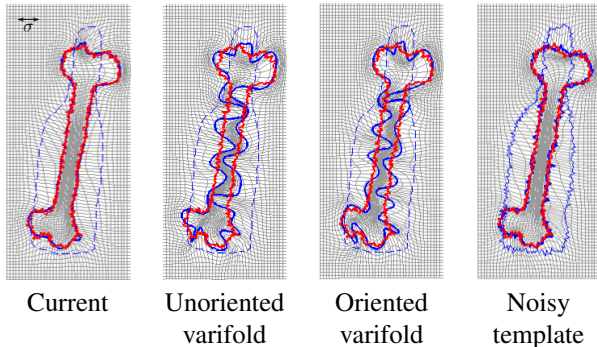 σ
Current
Unoriented
varifold
Oriented
varifold
Noisy
template